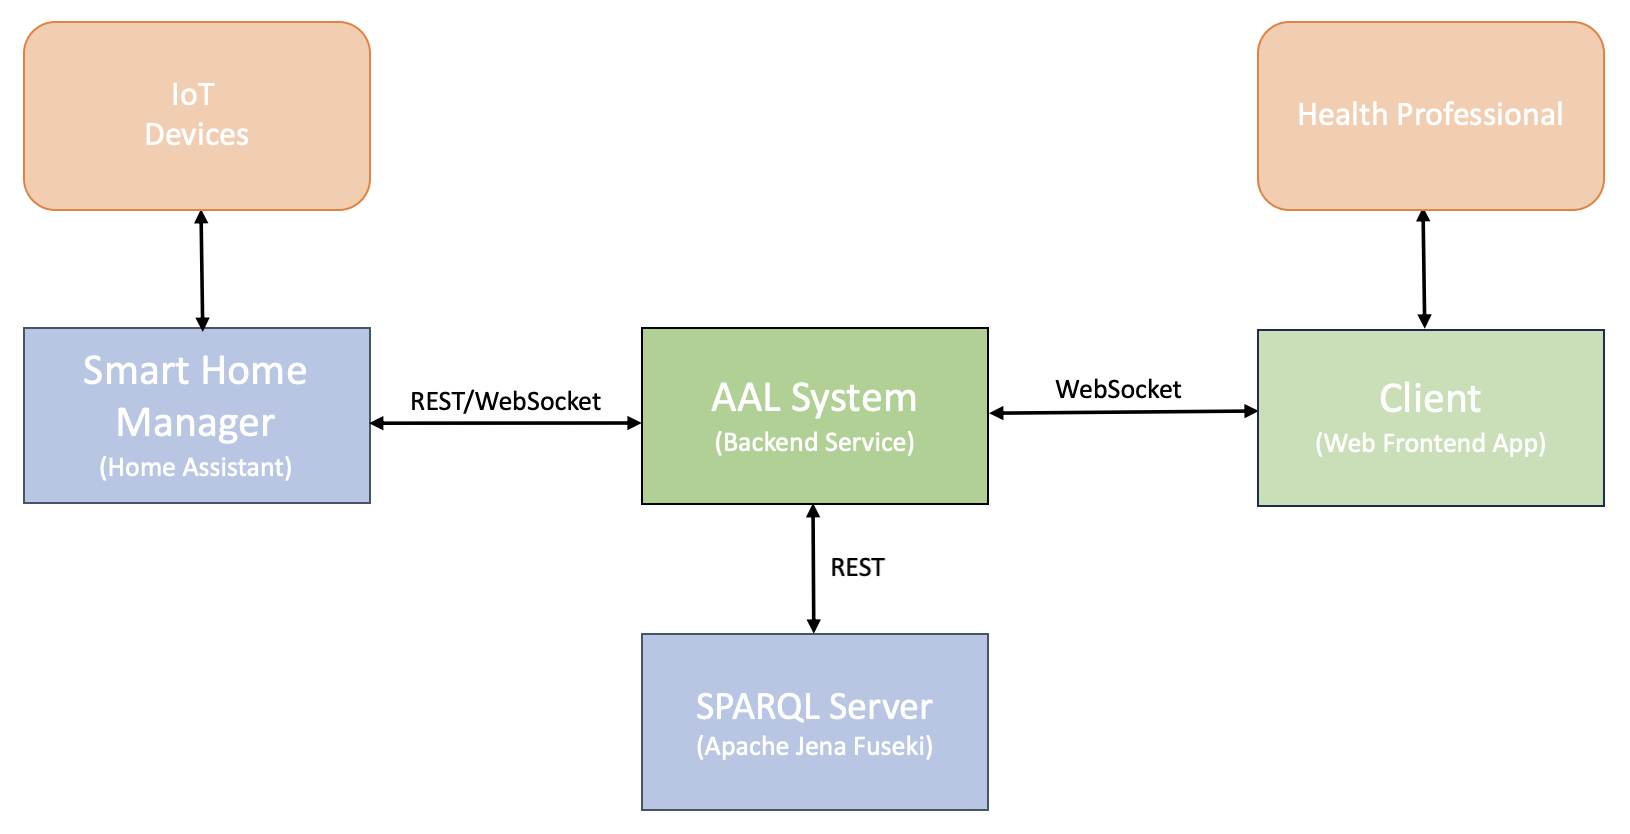 IoT
Devices
Health Professional
Smart Home
Manager
(Home Assistant)
REST/WebSocket
AAL System
(Backend Service)
WebSocket
Client
(Web Frontend App)
REST
SPARQL Server
(Apache Jena Fuseki)